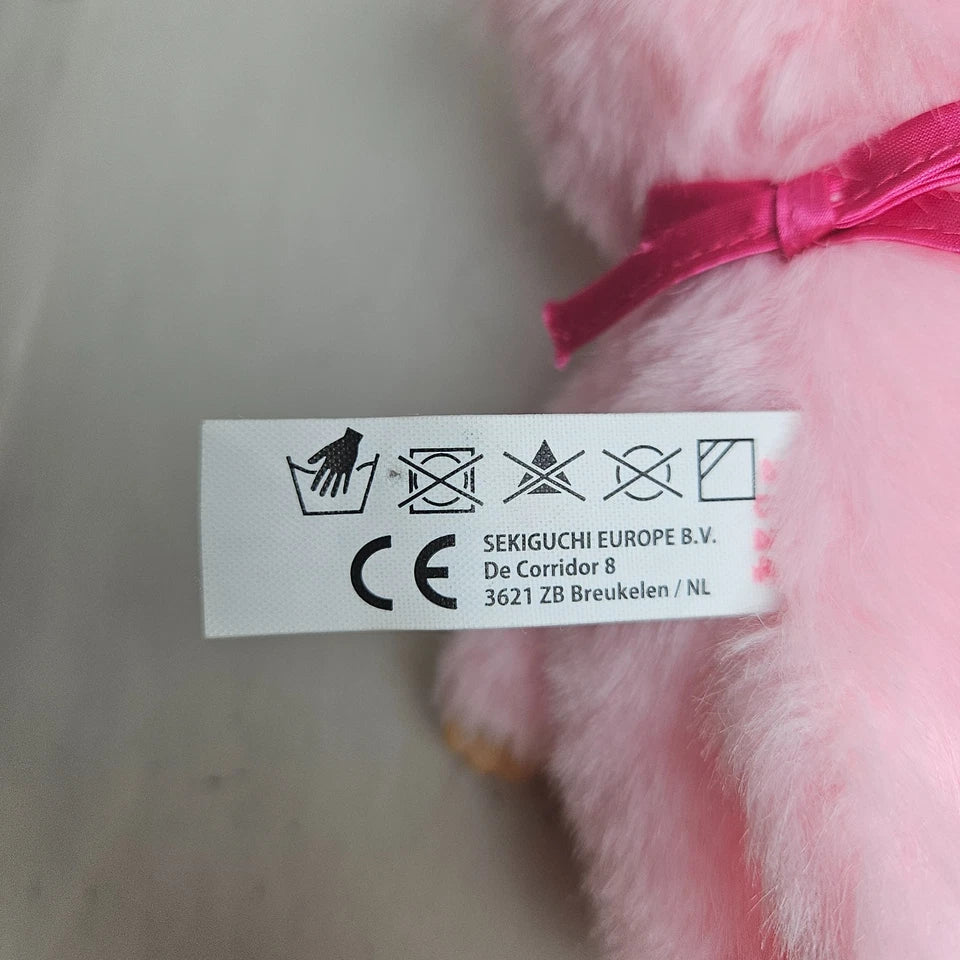 CE
SEKIGUCHI EUROPE B.V.
De Corridor 8
3621 ZB Breukelen / NL